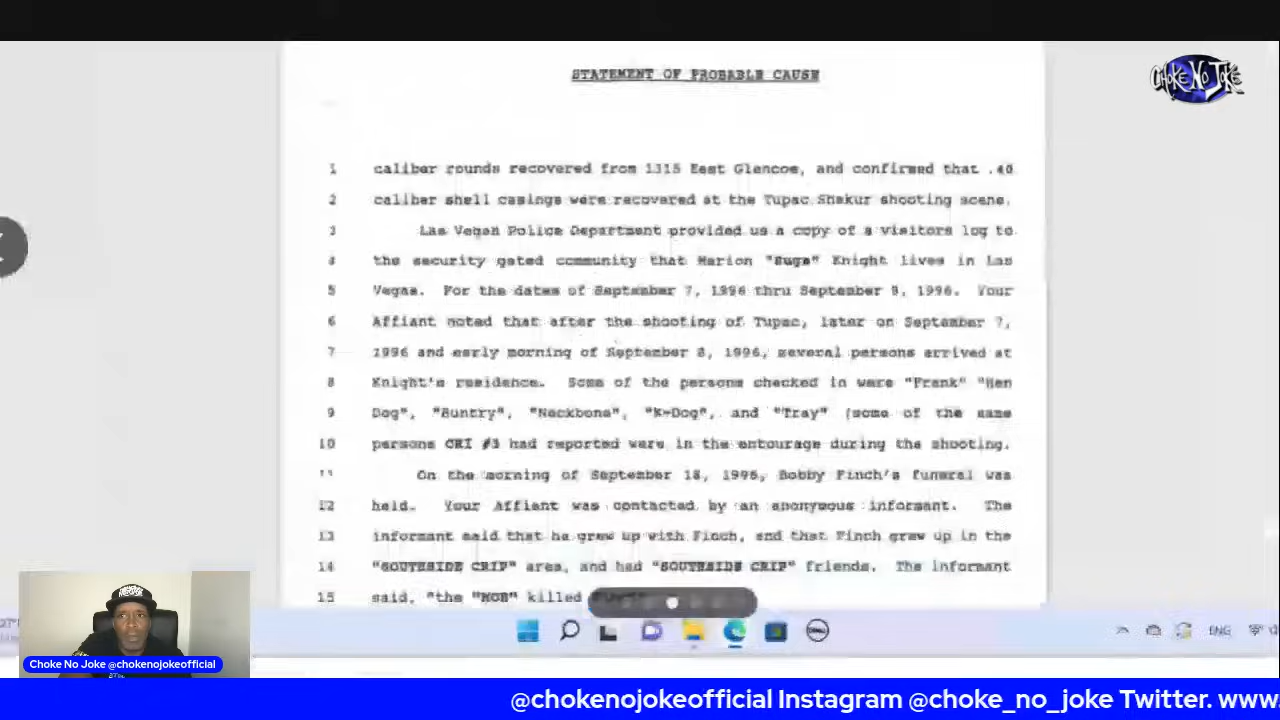 STATEMENT OF PROBABLE CAUSE
CHOKE NO JOKE
1 caliber rounds recovered from 1315 East Glencoe, and confirmed that .40
2 caliber shell casings were recovered at the Tupac Shakur shooting scene.
3 Las Vegas Police Department provided us a copy of a visitors log to
4 the security gated community that Marion "Suge" Knight lives in Las
5 Vegas. For the dates of September 7, 1996 thru September 8, 1996. Your
6 Affiant noted that after the shooting of Tupac, later on September 7,
7 1996 and early morning of September 8, 1996, several persons arrived at
8 Knight's residence. Some of the persons checked in were "Frank" "Hen
9 Dog", "Buntry", "Neckbone", "K-Dog", and "Tray" (some of the same
10 persons CRI #3 had reported were in the entourage during the shooting.
11 On the morning of September 18, 1996, Bobby Finch's funeral was
12 held. Your Affiant was contacted by an anonymous informant. The
13 informant said that he grew up with Finch, and that Finch grew up in the
14 "SOUTHSIDE CRIP" area, and had "SOUTHSIDE CRIP" friends. The informant
15 said, "the "MOB" killed
ENG
DELL
Choke No Joke @chokenojokeofficial
@chokenojokeofficial Instagram @choke_no_joke Twitter. www.